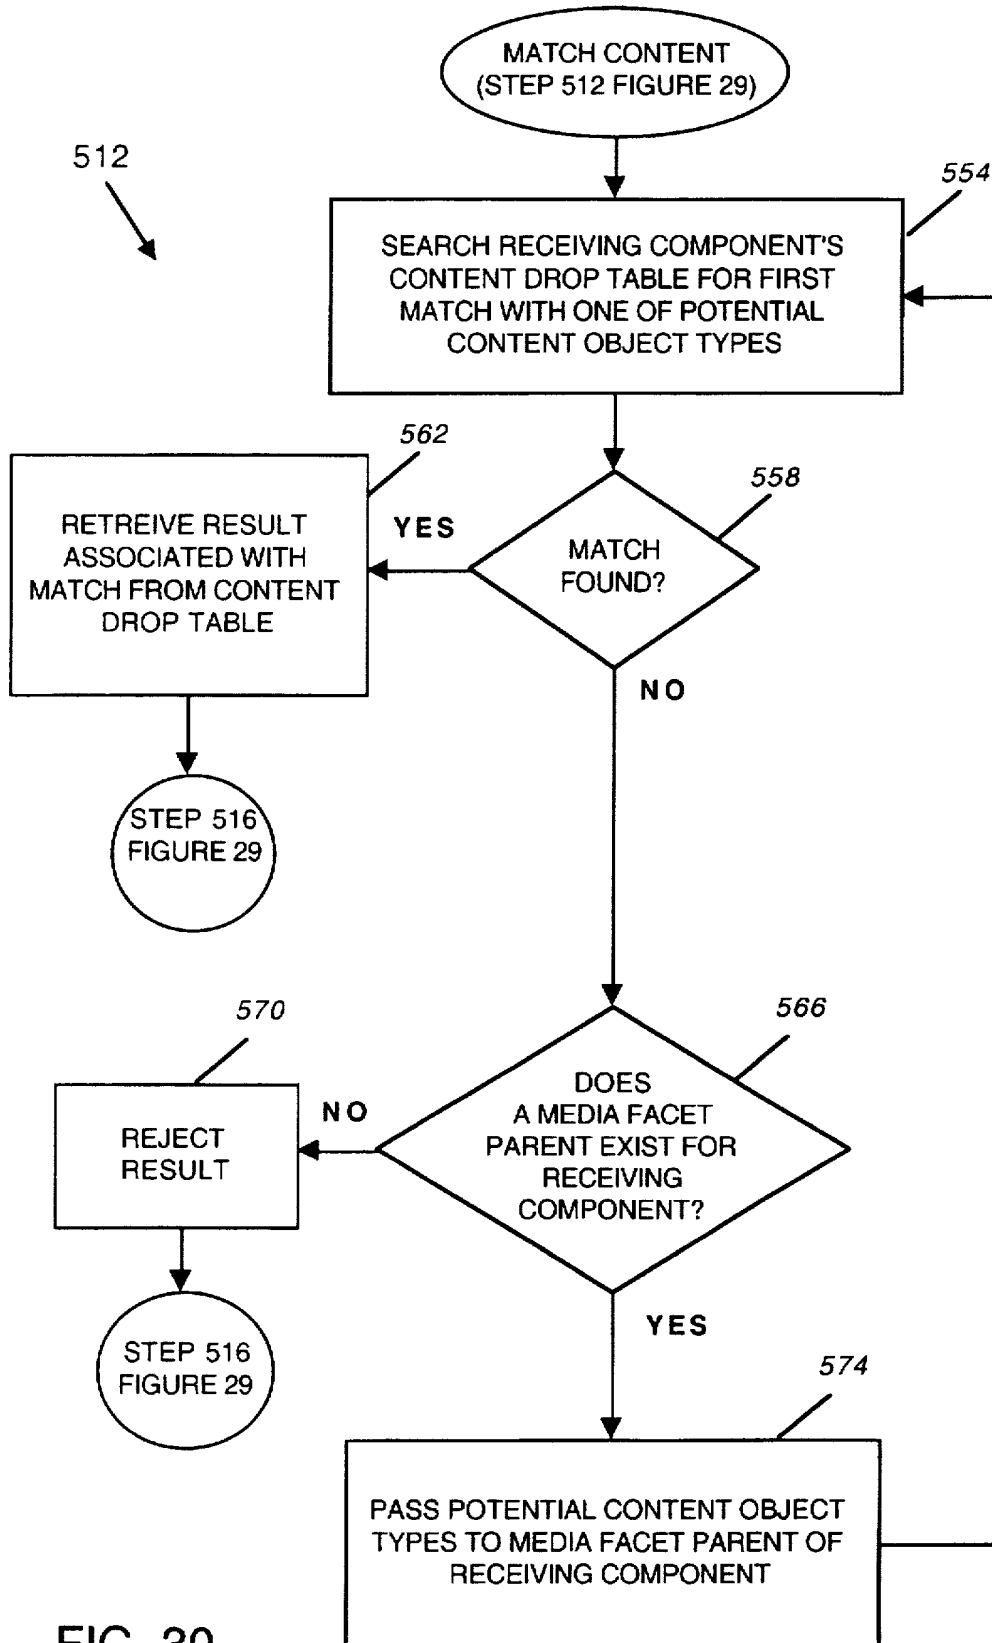 MATCH CONTENT
(STEP 512 FIGURE 29)
512
554
SEARCH RECEIVING COMPONENT'S
CONTENT DROP TABLE FOR FIRST
MATCH WITH ONE OF POTENTIAL
CONTENT OBJECT TYPES
562
558
YES
RETREIVE RESULT
ASSOCIATED WITH
MATCH FROM CONTENT
DROP TABLE
MATCH
FOUND?
NO
STEP 516
FIGURE 29
570
566
NO
REJECT
RESULT
DOES
A MEDIA FACET
PARENT EXIST FOR
RECEIVING
COMPONENT?
YES
STEP 516
FIGURE 29
574
PASS POTENTIAL CONTENT OBJECT
TYPES TO MEDIA FACET PARENT OF
RECEIVING COMPONENT
FIG. 30